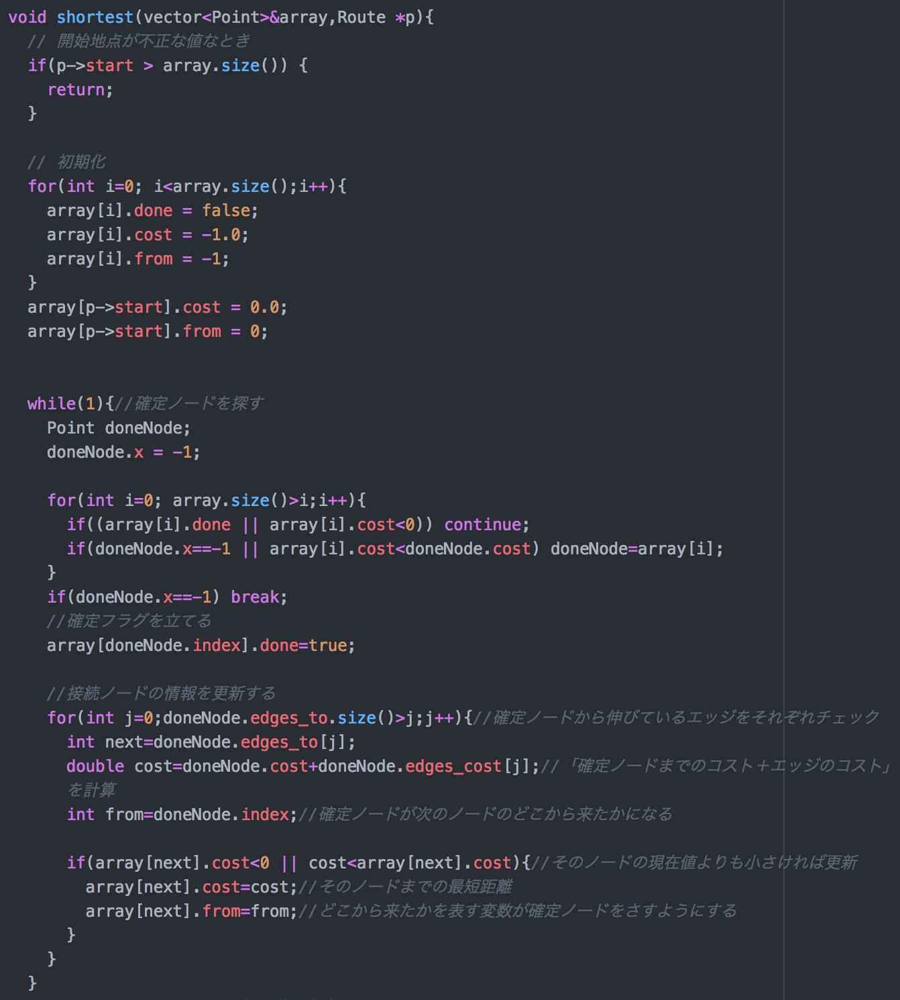 void shortest(vector<Point>&array,Route *p){
// 開始地点が不正な値なとき
if(p->start > array.size()) {
return;
}
// 初期化
for(int i=0; i<array.size();i++){
array[i].done = false;
array[i].cost = -1.0;
array[i].from = -1;
}
array[p->start].cost = 0.0;
array[p->start].from = 0;
while(1){//確定ノードを探す
Point doneNode;
doneNode.x = -1;
for(int i=0; array.size()>i;i++){
if((array[i].done || array[i].cost<0)) continue;
if(doneNode.x==-1 || array[i].cost<doneNode.cost) doneNode=array[i];
}
if(doneNode.x==-1) break;
//確定フラグを立てる
array[doneNode.index].done=true;
//接続ノードの情報を更新する
for(int j=0;doneNode.edges_to.size()>j;j++){//確定ノードから伸びているエッジをそれぞれチェック
int next=doneNode.edges_to[j];
double cost=doneNode.cost+doneNode.edges_cost[j];//「確定ノードまでのコスト＋エッジのコスト」
を計算
int from=doneNode.index;//確定ノードが次のノードのどこから来たかになる
if(array[next].cost<0 || cost<array[next].cost){//そのノードの現在値よりも小さければ更新
array[next].cost=cost;//そのノードまでの最短距離
array[next].from=from;//どこから来たかを表す変数が確定ノードをさすようにする
}
}
}